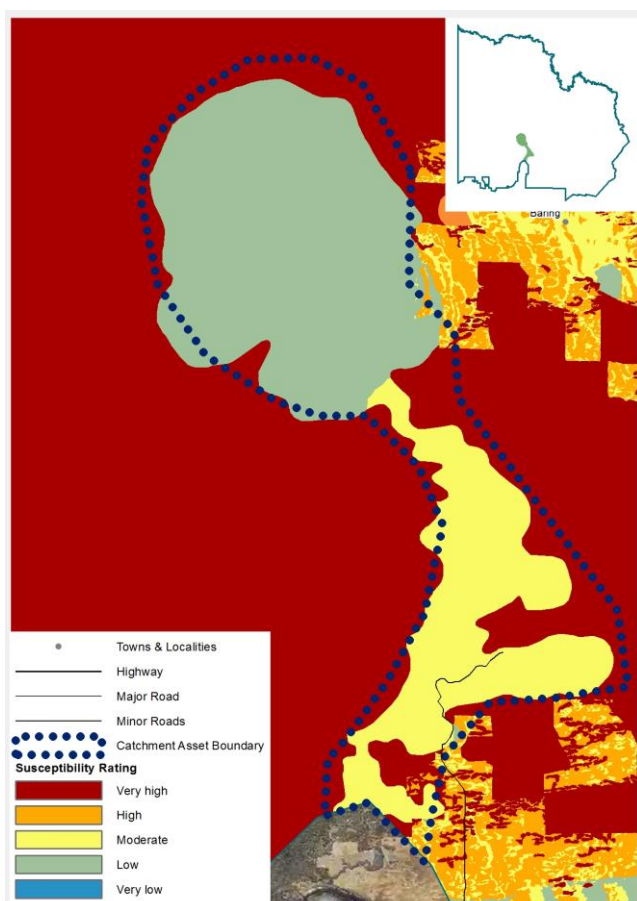 Baring
Towns & Localities
Highway
Major Road
Minor Roads
Catchment Asset Boundary
Susceptibility Rating
Very high
High
Moderate
Low
Very low